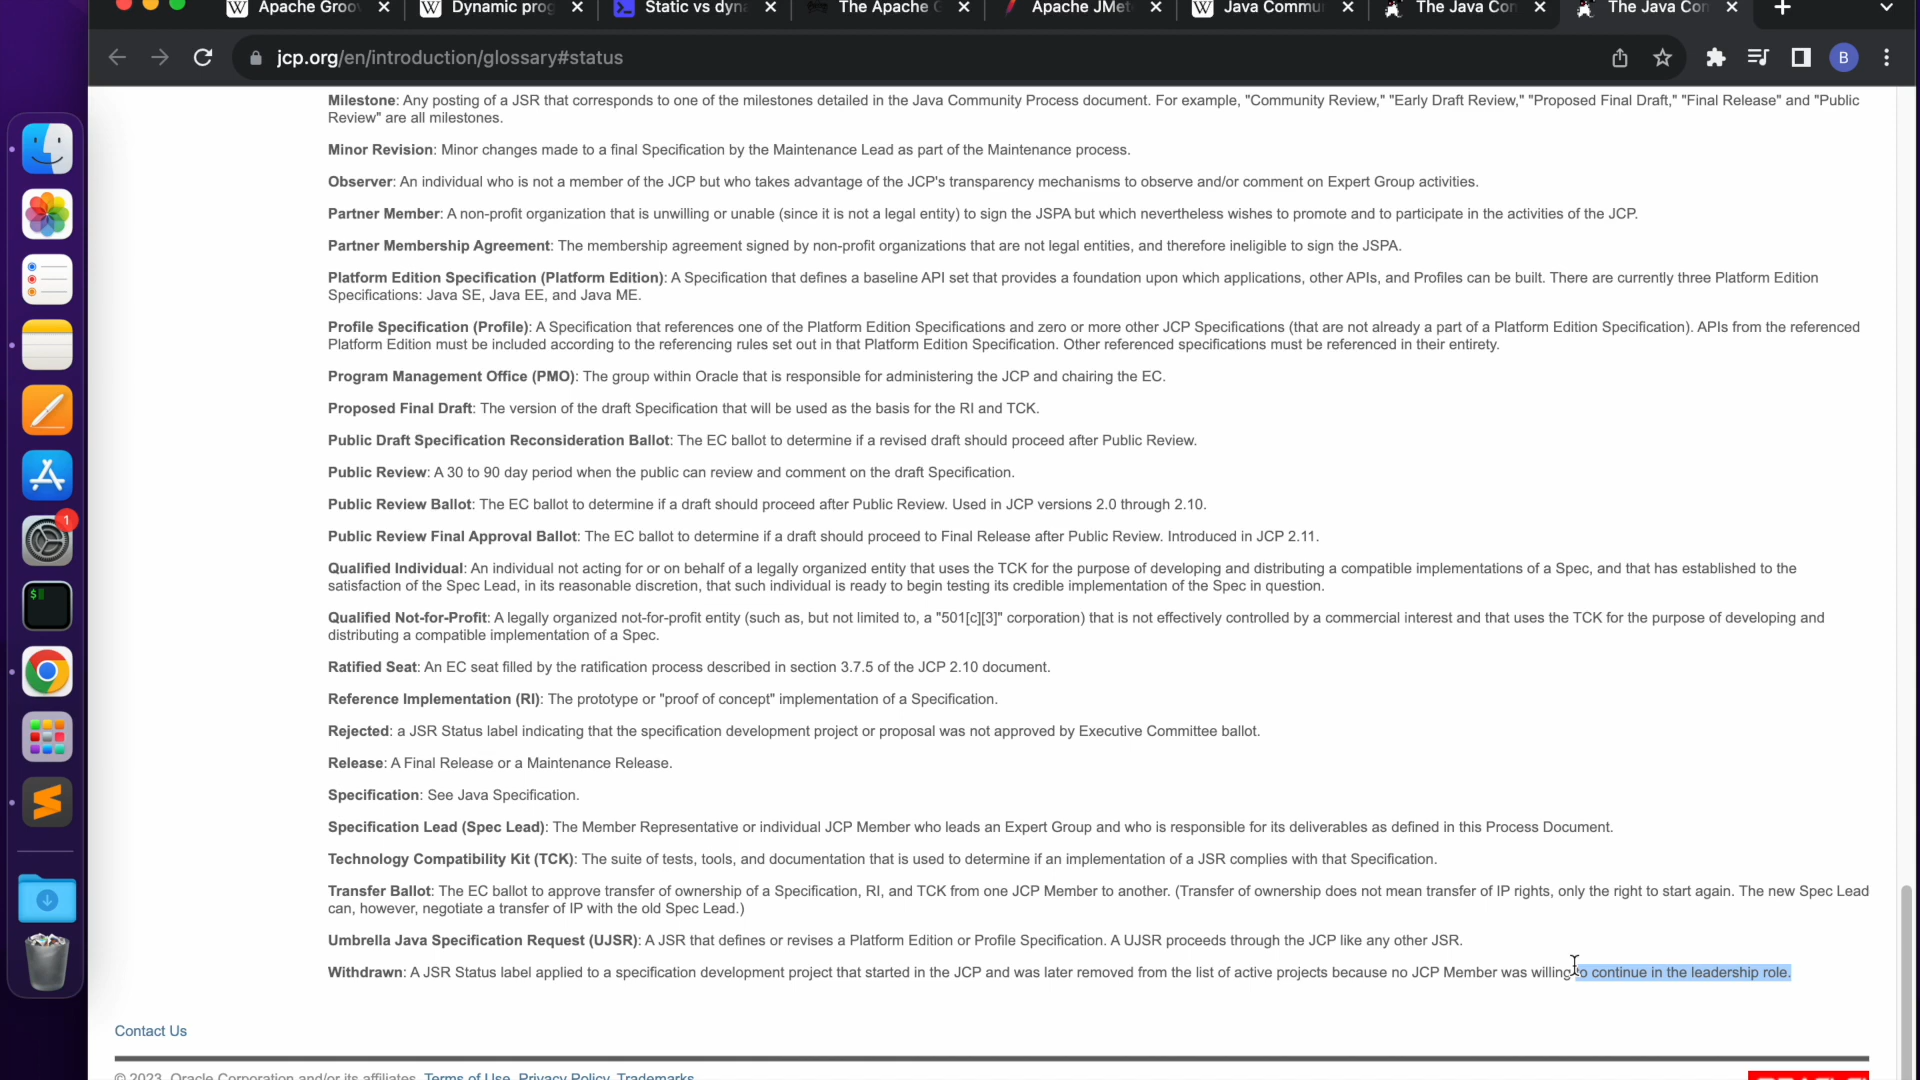 Apache Groo
Dynamic prog
Static vs dyna
The Apache G
Apache JMet
Java Commu
The Java Con
The Java Con
jcp.org/en/introduction/glossary#status
B
Milestone: Any posting of a JSR that corresponds to one of the milestones detailed in the Java Community Process document. For example, "Community Review," "Early Draft Review," "Proposed Final Draft," "Final Release" and "Public
Review" are all milestones.
Minor Revision: Minor changes made to a final Specification by the Maintenance Lead as part of the Maintenance process.
Observer: An individual who is not a member of the JCP but who takes advantage of the JCP's transparency mechanisms to observe and/or comment on Expert Group activities.
Partner Member: A non-profit organization that is unwilling or unable (since it is not a legal entity) to sign the JSPA but which nevertheless wishes to promote and to participate in the activities of the JCP.
Partner Membership Agreement: The membership agreement signed by non-profit organizations that are not legal entities, and therefore ineligible to sign the JSPA.
Platform Edition Specification (Platform Edition): A Specification that defines a baseline API set that provides a foundation upon which applications, other APIs, and Profiles can be built. There are currently three Platform Edition
Specifications: Java SE, Java EE, and Java ME.
Profile Specification (Profile): A Specification that references one of the Platform Edition Specifications and zero or more other JCP Specifications (that are not already a part of a Platform Edition Specification). APIs from the referenced
Platform Edition must be included according to the referencing rules set out in that Platform Edition Specification. Other referenced specifications must be referenced in their entirety.
Program Management Office (PMO): The group within Oracle that is responsible for administering the JCP and chairing the EC.
Proposed Final Draft: The version of the draft Specification that will be used as the basis for the RI and TCK.
Public Draft Specification Reconsideration Ballot: The EC ballot to determine if a revised draft should proceed after Public Review.
Public Review: A 30 to 90 day period when the public can review and comment on the draft Specification.
Public Review Ballot: The EC ballot to determine if a draft should proceed after Public Review. Used in JCP versions 2.0 through 2.10.
Public Review Final Approval Ballot: The EC ballot to determine if a draft should proceed to Final Release after Public Review. Introduced in JCP 2.11.
1
Qualified Individual: An individual not acting for or on behalf of a legally organized entity that uses the TCK for the purpose of developing and distributing a compatible implementations of a Spec, and that has established to the
satisfaction of the Spec Lead, in its reasonable discretion, that such individual is ready to begin testing its credible implementation of the Spec in question.
$
Qualified Not-for-Profit: A legally organized not-for-profit entity (such as, but not limited to, a "501[c][3]" corporation) that is not effectively controlled by a commercial interest and that uses the TCK for the purpose of developing and
distributing a compatible implementation of a Spec.
Ratified Seat: An EC seat filled by the ratification process described in section 3.7.5 of the JCP 2.10 document.
Reference Implementation (RI): The prototype or "proof of concept" implementation of a Specification.
Rejected: a JSR Status label indicating that the specification development project or proposal was not approved by Executive Committee ballot.
Release: A Final Release or a Maintenance Release.
Specification: See Java Specification.
Specification Lead (Spec Lead): The Member Representative or individual JCP Member who leads an Expert Group and who is responsible for its deliverables as defined in this Process Document.
Technology Compatibility Kit (TCK): The suite of tests, tools, and documentation that is used to determine if an implementation of a JSR complies with that Specification.
Transfer Ballot: The EC ballot to approve transfer of ownership of a Specification, RI, and TCK from one JCP Member to another. (Transfer of ownership does not mean transfer of IP rights, only the right to start again. The new Spec Lead
can, however, negotiate a transfer of IP with the old Spec Lead.)
Umbrella Java Specification Request (UJSR): A JSR that defines or revises a Platform Edition or Profile Specification. A UJSR proceeds through the JCP like any other JSR.
Withdrawn: A JSR Status label applied to a specification development project that started in the JCP and was later removed from the list of active projects because no JCP Member was willing to continue in the leadership role.
Contact Us
© 2023, Oracle Corporation and/or its affiliates Terms of Use Privacy Policy Trademarks
ORACLE